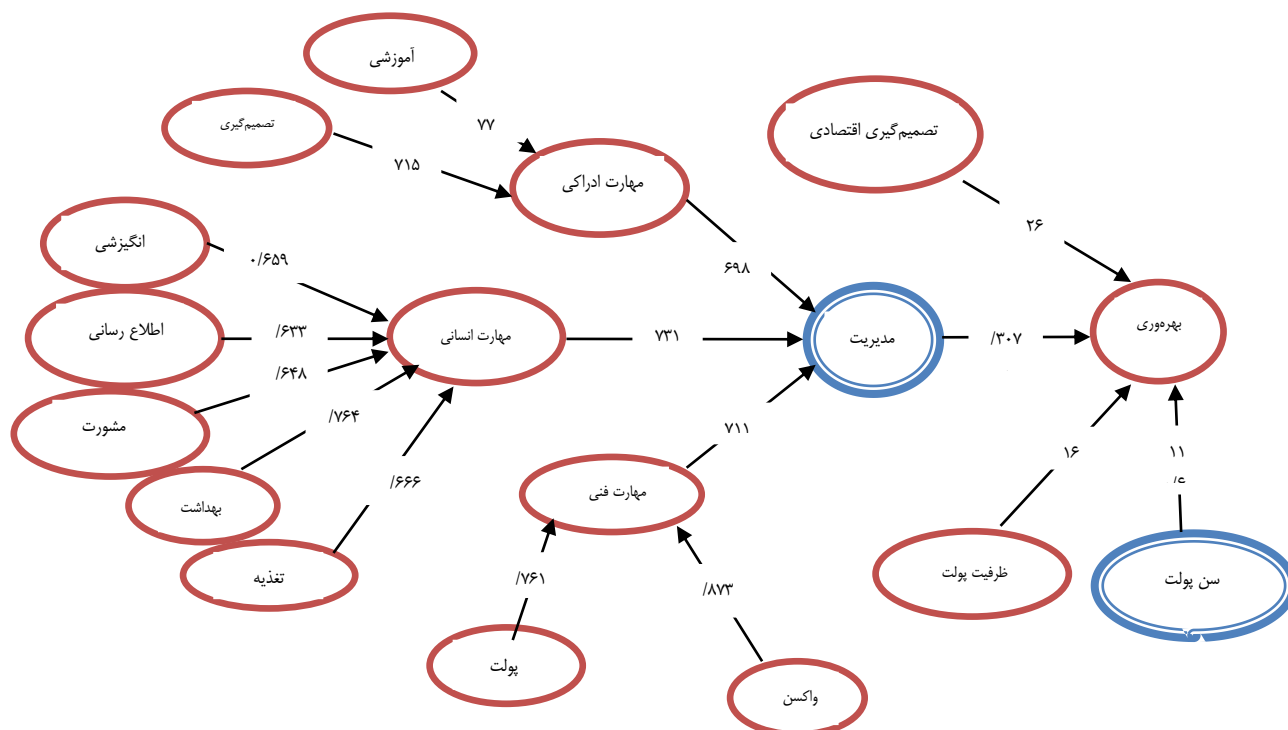 آموزشی
تصمیم‌گیری
۷۷
۷۱۵
مهارت ادراکی
تصمیم‌گیری اقتصادی
۲۶
۶۹۸
انگیزشی
۰/۶۵۹
اطلاع رسانی
/۶۳۳
مهارت انسانی
۷۳۱
مدیریت
/۳۰۷
بهره‌وری
/۶۴۸
مشورت
/۷۶۴
بهداشت
/۶۶۶
تغذیه
۷۱۱
مهارت فنی
۱۶
۱۱
ظرفیت پولت
سن پولت
/۷۶۱
/۸۷۳
پولت
واکسن